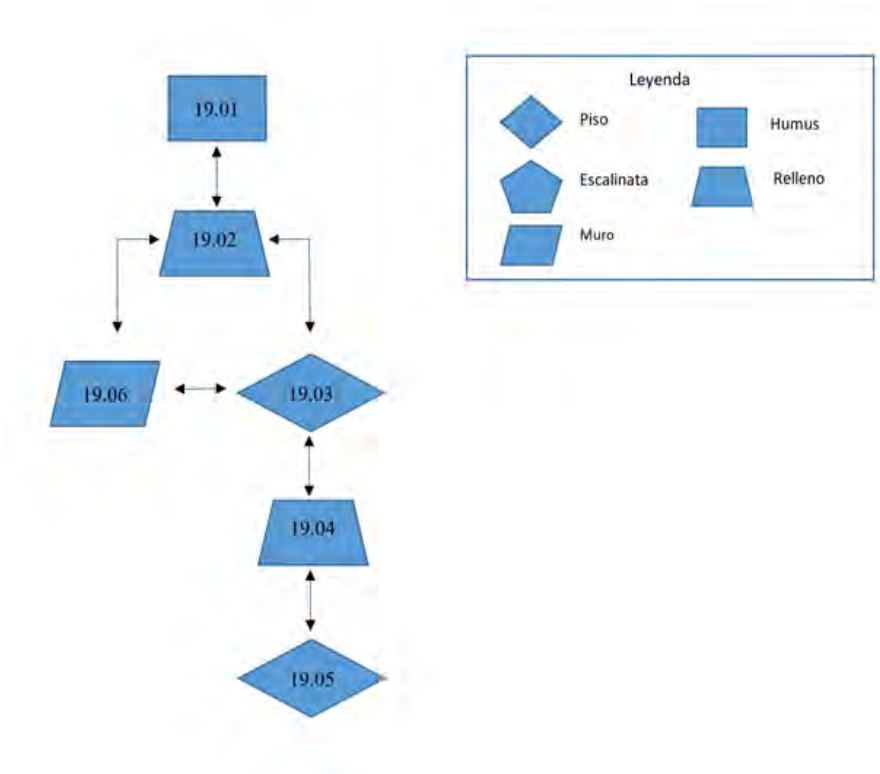 19.01
19.02
19.06
19.03
19.04
19.05
Leyenda
Piso
Humus
Escalinata
Relleno
Muro